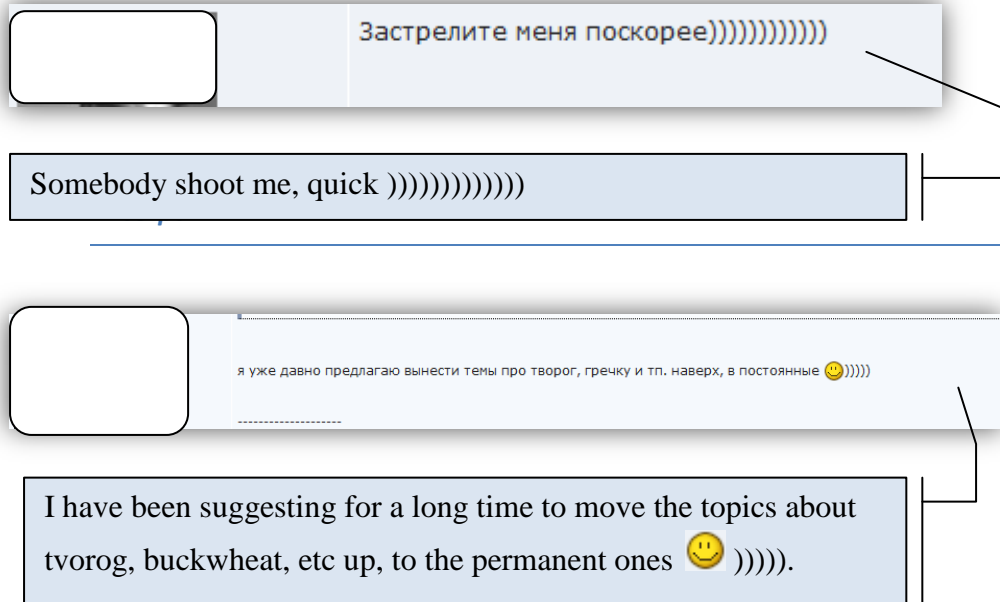 Застрелите меня поскорее))))))))))))
Somebody shoot me, quick )))))))))))))
я уже давно предлагаю вынести темы про творог, гречку и тп. наверх, в постоянные 🙂)))))
--------------------
I have been suggesting for a long time to move the topics about
tvorog, buckwheat, etc up, to the permanent ones 🙂 ))))).